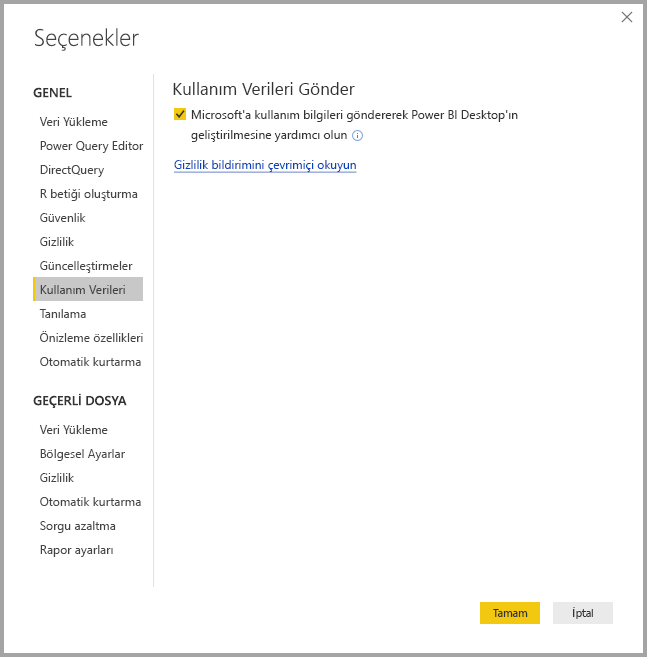 Seçenekler
GENEL
Veri Yükleme
Power Query Editor
DirectQuery
R betiği oluşturma
Güvenlik
Gizlilik
Güncelleştirmeler
Kullanım Verileri
Tanılama
Önizleme özellikleri
Otomatik kurtarma
GEÇERLİ DOSYA
Veri Yükleme
Bölgesel Ayarlar
Gizlilik
Otomatik kurtarma
Sorgu azaltma
Rapor ayarları
Kullanım Verileri Gönder
Microsoft'a kullanım bilgileri göndererek Power BI Desktop'ın
geliştirilmesine yardımcı olun
Gizlilik bildirimini çevrimiçi okuyun
Tamam
İptal